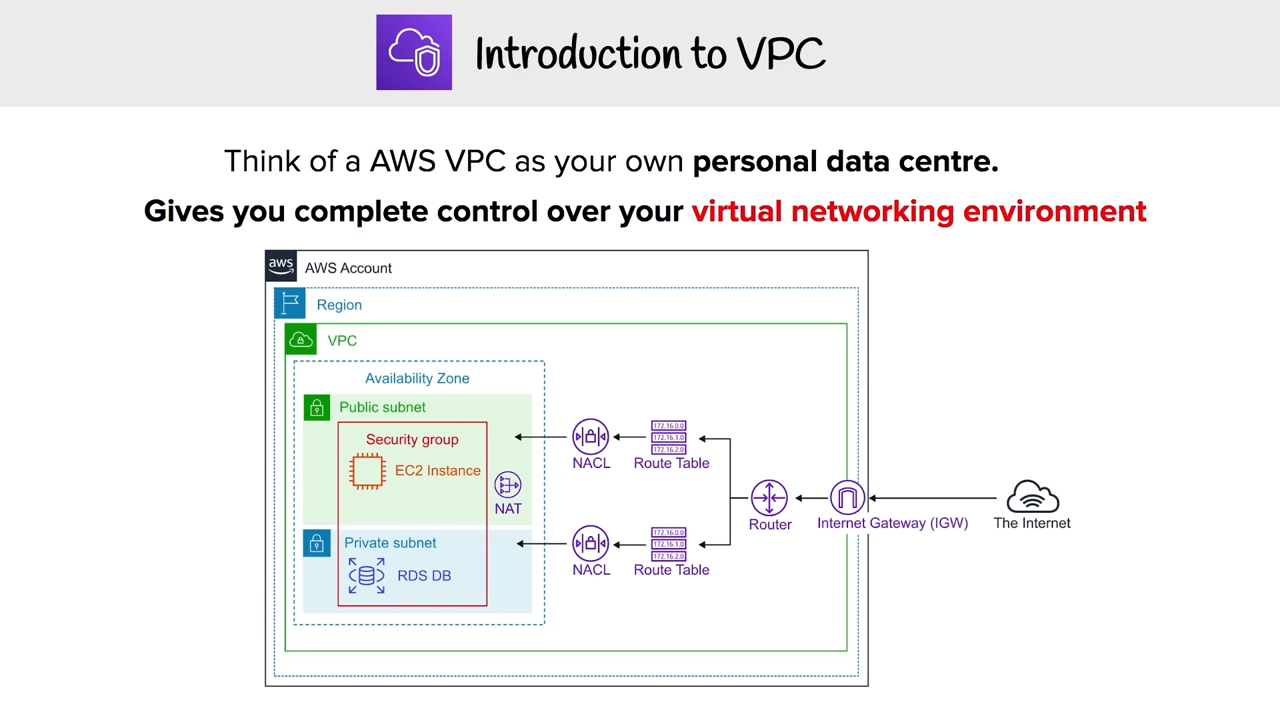 Introduction to VPC
Think of a AWS VPC as your own personal data centre.
Gives you complete control over your virtual networking environment
aws
AWS Account
Region
VPC
Availability Zone
Public subnet
Security group
EC2 Instance
NAT
Private subnet
RDS DB
NACL
172.16.0.0
172.16.1.0
172.16.2.0
Route Table
NACL
172.16.0.0
172.16.1.0
172.16.2.0
Route Table
Router
Internet Gateway (IGW)
The Internet